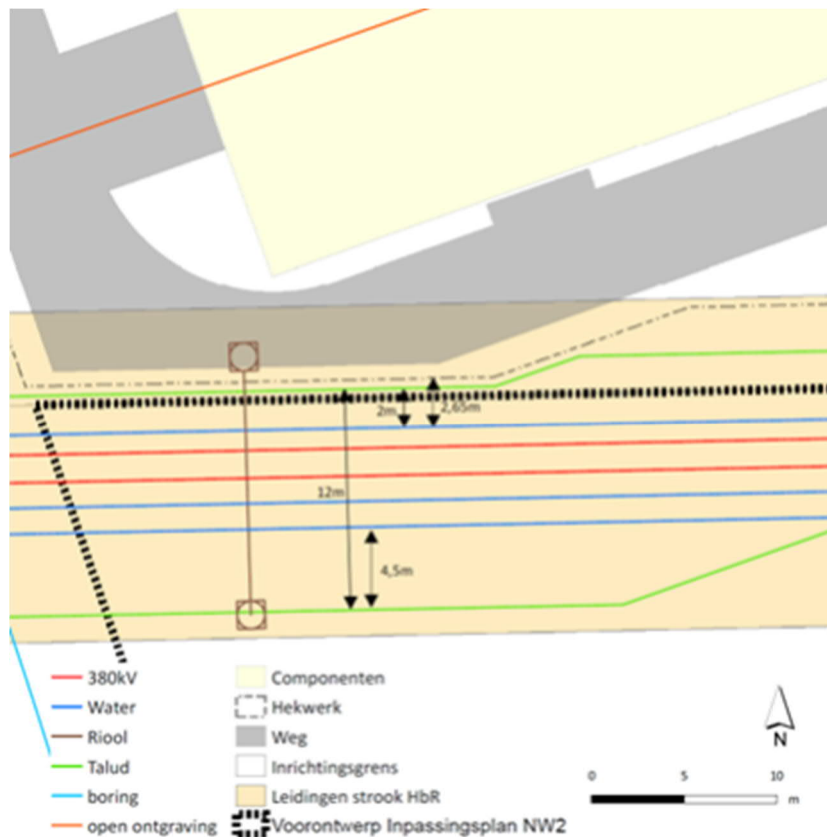 2m
2,65m
12m
4,5m
380kV
Water
Riool
Talud
boring
open ontgraving
Componenten
Hekwerk
Weg
Inrichtingsgrens
Leidingen strook HbR
Voorontwerp Inpassingsplan NW2
N
0 5 10 m